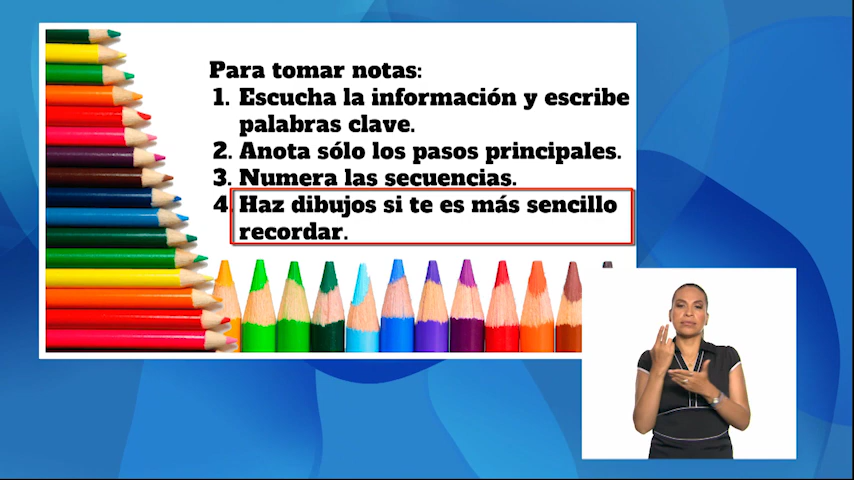 Para tomar notas:
1. Escucha la información y escribe
palabras clave.
2. Anota sólo los pasos principales.
3. Numera las secuencias.
4. Haz dibujos si te es más sencillo
recordar.